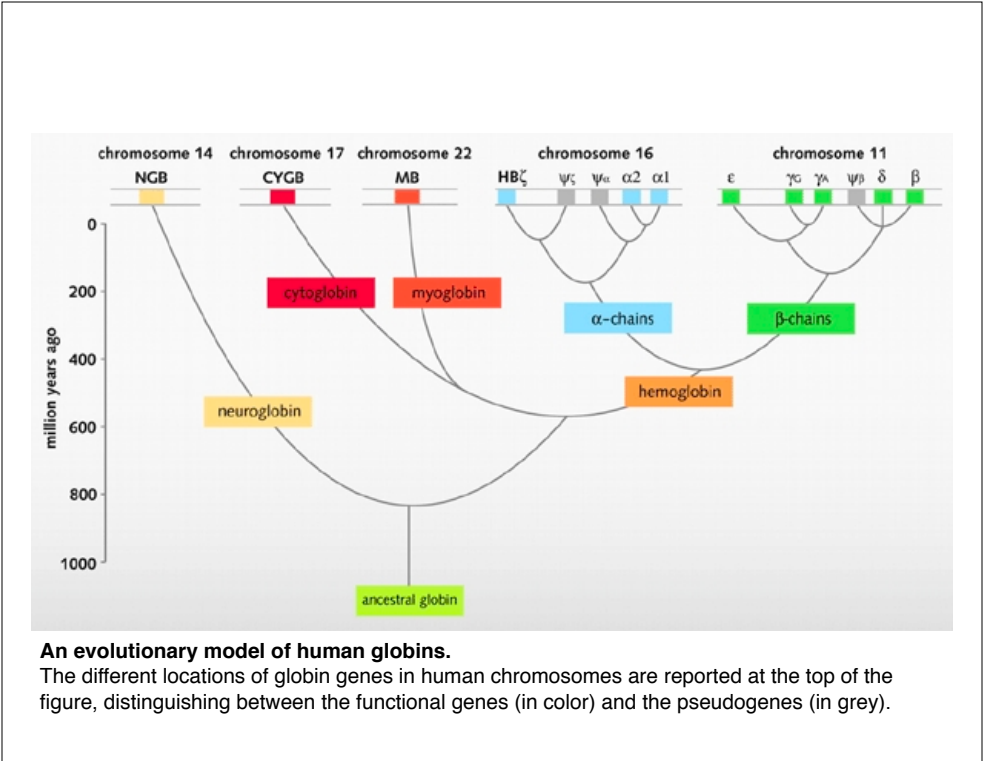 chromosome 14 chromosome 17 chromosome 22 chromosome 16 chromosome 11
NGB CYGB MB HBζ ψζ ψα α2 α1 ε γG γA ψβ δ β
0
200
400
600
800
1000
million years ago
cytoglobin myoglobin
α-chains β-chains
hemoglobin
neuroglobin
ancestral globin
An evolutionary model of human globins.
The different locations of globin genes in human chromosomes are reported at the top of the
figure, distinguishing between the functional genes (in color) and the pseudogenes (in grey).